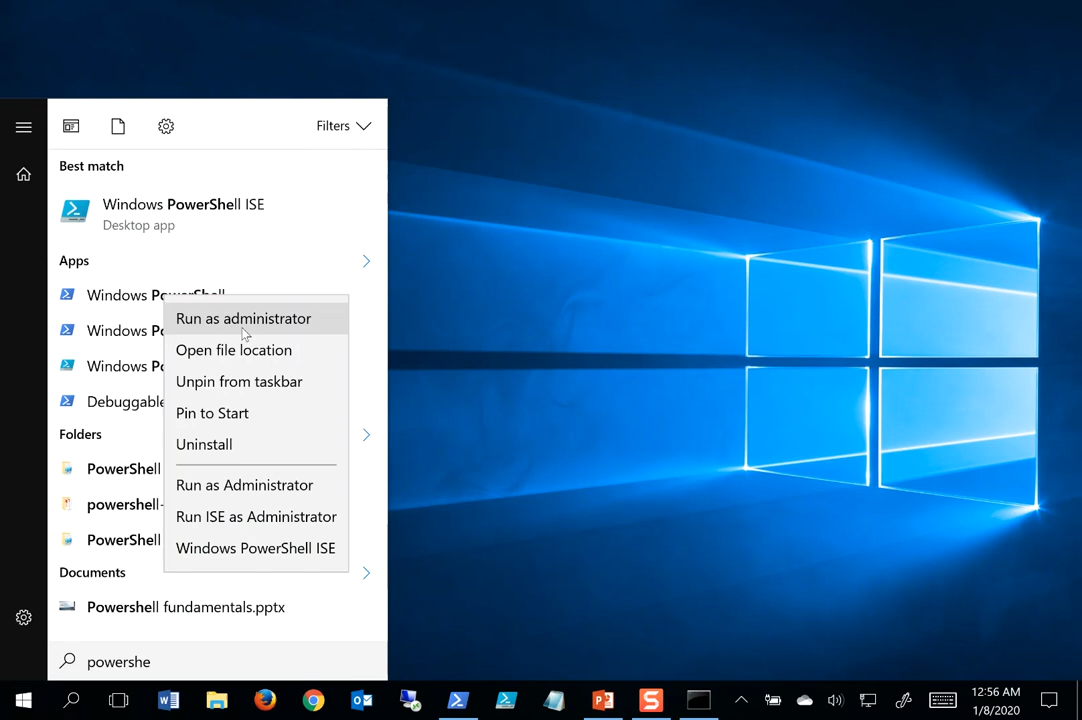 Filters
Best match
Windows PowerShell ISE
Desktop app
Apps
Windows PowerShell
Run as administrator
Windows Po
Open file location
Windows Po
Unpin from taskbar
Debuggable
Pin to Start
Folders
Uninstall
PowerShell
Run as Administrator
powershell-
Run ISE as Administrator
PowerShell
Windows PowerShell ISE
Documents
Powershell fundamentals.pptx
powershe
12:56 AM
1/8/2020